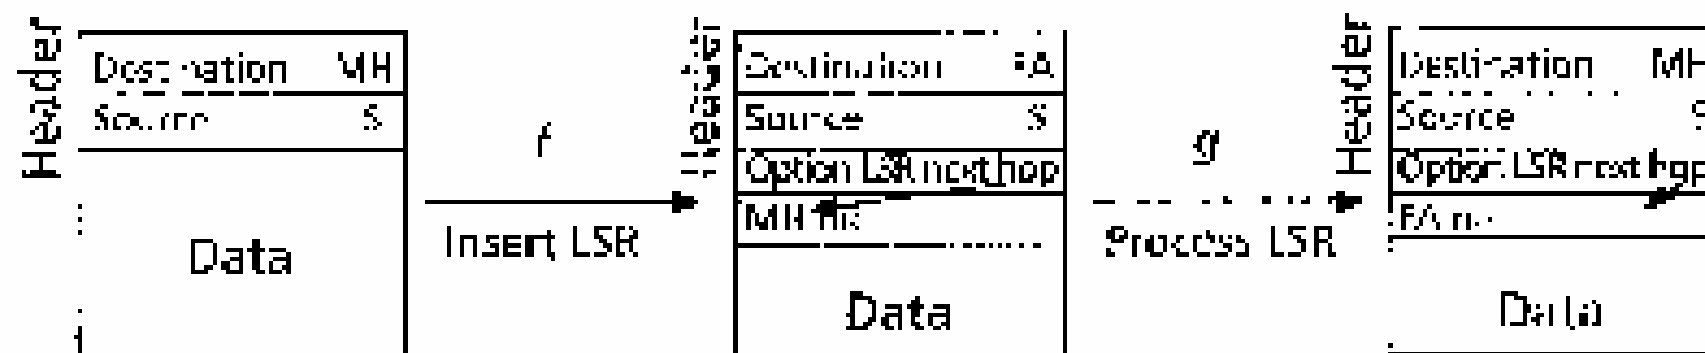 Header
Destination MH
Source S
Data
f
Insert LSR
Header
Destination FA
Source S
Option LSR next hop
MH
Data
g
Process LSR
Header
Destination MH
Source S
Option LSR next hop
FA
Data